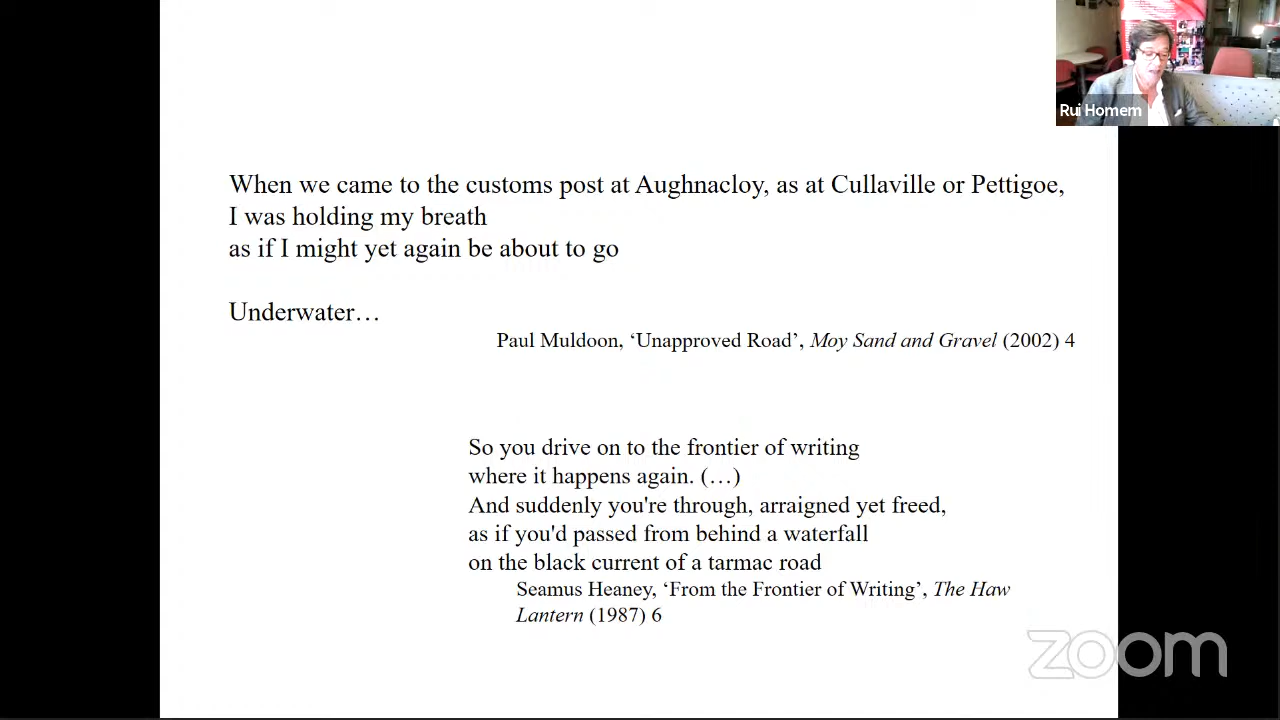 Rui Homem
When we came to the customs post at Aughnacloy, as at Cullaville or Pettigoe,
I was holding my breath
as if I might yet again be about to go
Underwater…
Paul Muldoon, ‘Unapproved Road’, Moy Sand and Gravel (2002) 4
So you drive on to the frontier of writing
where it happens again. (…)
And suddenly you're through, arraigned yet freed,
as if you'd passed from behind a waterfall
on the black current of a tarmac road
Seamus Heaney, ‘From the Frontier of Writing’, The Haw
Lantern (1987) 6
zoom